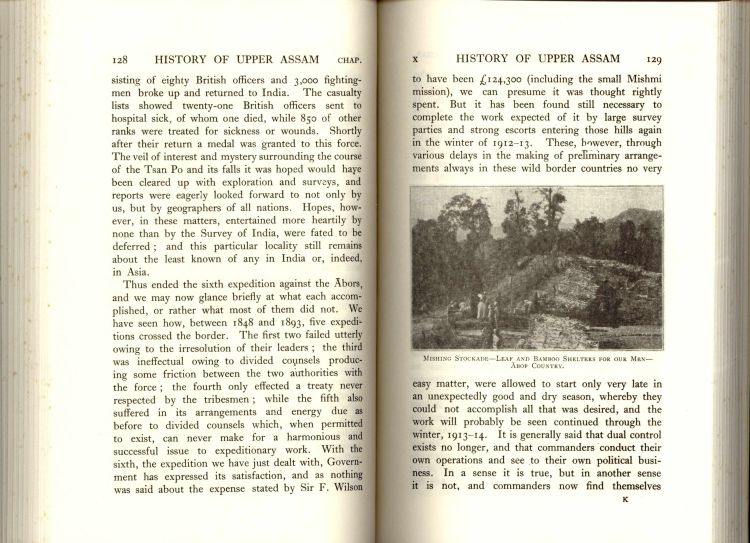 128 HISTORY OF UPPER ASSAM CHAP.
sisting of eighty British officers and 3,000 fighting-
men broke up and returned to India. The casualty
lists showed twenty-one British officers sent to
hospital sick, of whom one died, while 850 of other
ranks were treated for sickness or wounds. Shortly
after their return a medal was granted to this force.
The veil of interest and mystery surrounding the course
of the Tsan Po and its falls it was hoped would have
been cleared up with exploration and surveys, and
reports were eagerly looked forward to not only by
us, but by geographers of all nations. Hopes, how-
ever, in these matters, entertained more heartily by
none than by the Survey of India, were fated to be
deferred; and this particular locality still remains
about the least known of any in India or, indeed,
in Asia.
Thus ended the sixth expedition against the Ābors,
and we may now glance briefly at what each accom-
plished, or rather what most of them did not. We
have seen how, between 1848 and 1893, five expedi-
tions crossed the border. The first two failed utterly
owing to the irresolution of their leaders; the third
was ineffectual owing to divided counsels produc-
ing some friction between the two authorities with
the force; the fourth only effected a treaty never
respected by the tribesmen; while the fifth also
suffered in its arrangements and energy due as
before to divided counsels which, when permitted
to exist, can never make for a harmonious and
successful issue to expeditionary work. With the
sixth, the expedition we have just dealt with, Govern-
ment has expressed its satisfaction, and as nothing
was said about the expense stated by Sir F. Wilson
X HISTORY OF UPPER ASSAM 129
to have been £124,300 (including the small Mishmi
mission), we can presume it was thought rightly
spent. But it has been found still necessary to
complete the work expected of it by large survey
parties and strong escorts entering those hills again
in the winter of 1912-13. These, however, through
various delays in the making of preliminary arrange-
ments always in these wild border countries no very
MISHING STOCKADE—LEAF AND BAMBOO SHELTERS FOR OUR MEN—
ĀBOR COUNTRY.
easy matter, were allowed to start only very late in
an unexpectedly good and dry season, whereby they
could not accomplish all that was desired, and the
work will probably be seen continued through the
winter, 1913-14. It is generally said that dual control
exists no longer, and that commanders conduct their
own operations and see to their own political busi-
ness. In a sense it is true, but in another sense
it is not, and commanders now find themselves
K